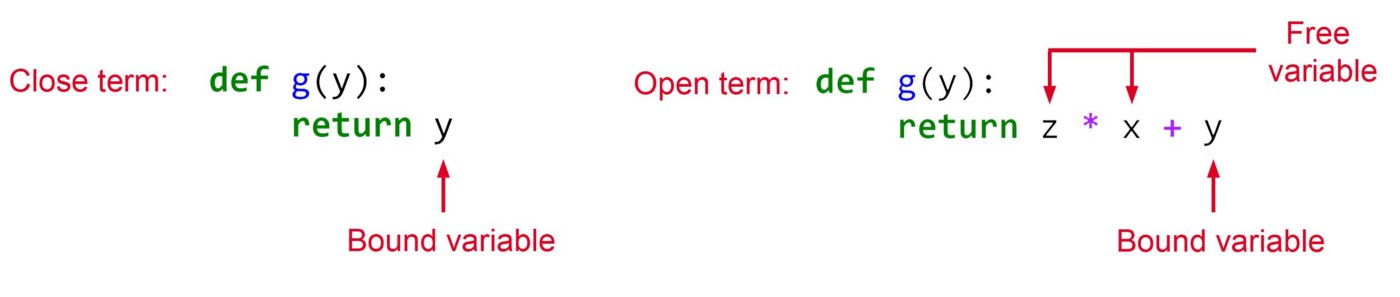 Close term: def g(y):
return y
Bound variable
Open term: def g(y):
return z * x + y
Free
variable
Bound variable